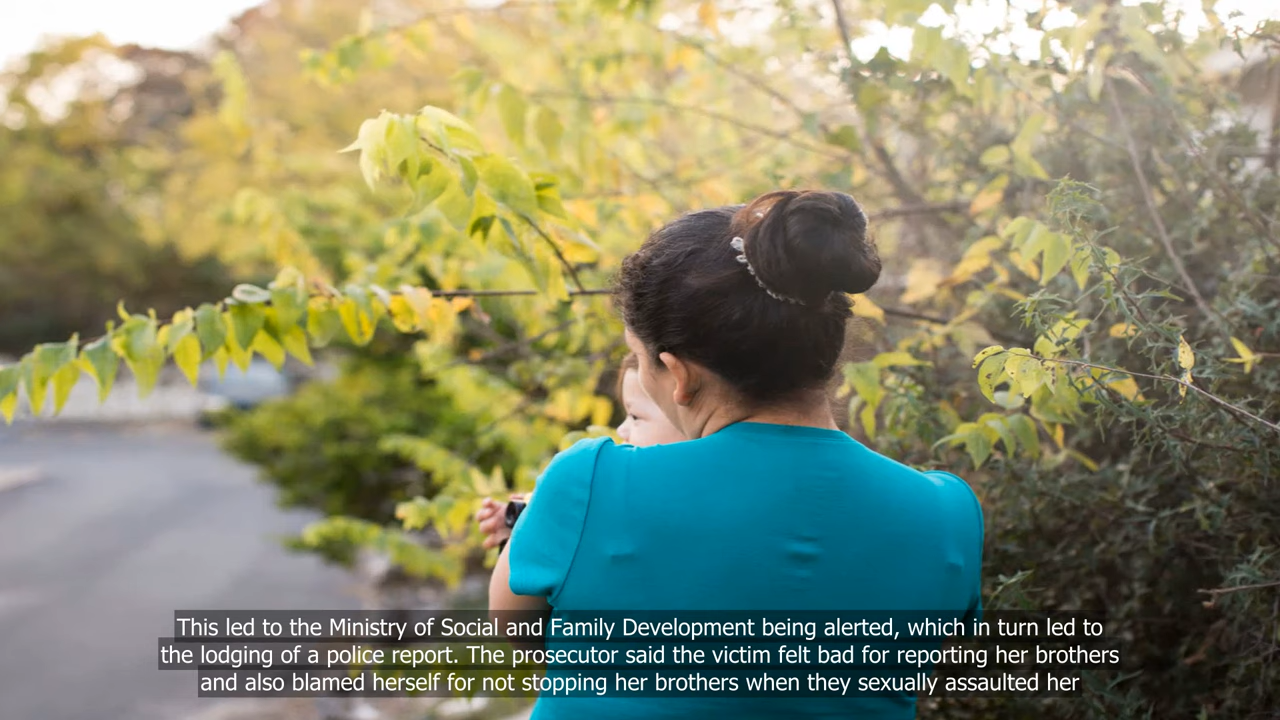 This led to the Ministry of Social and Family Development being alerted, which in turn led to
the lodging of a police report. The prosecutor said the victim felt bad for reporting her brothers
and also blamed herself for not stopping her brothers when they sexually assaulted her